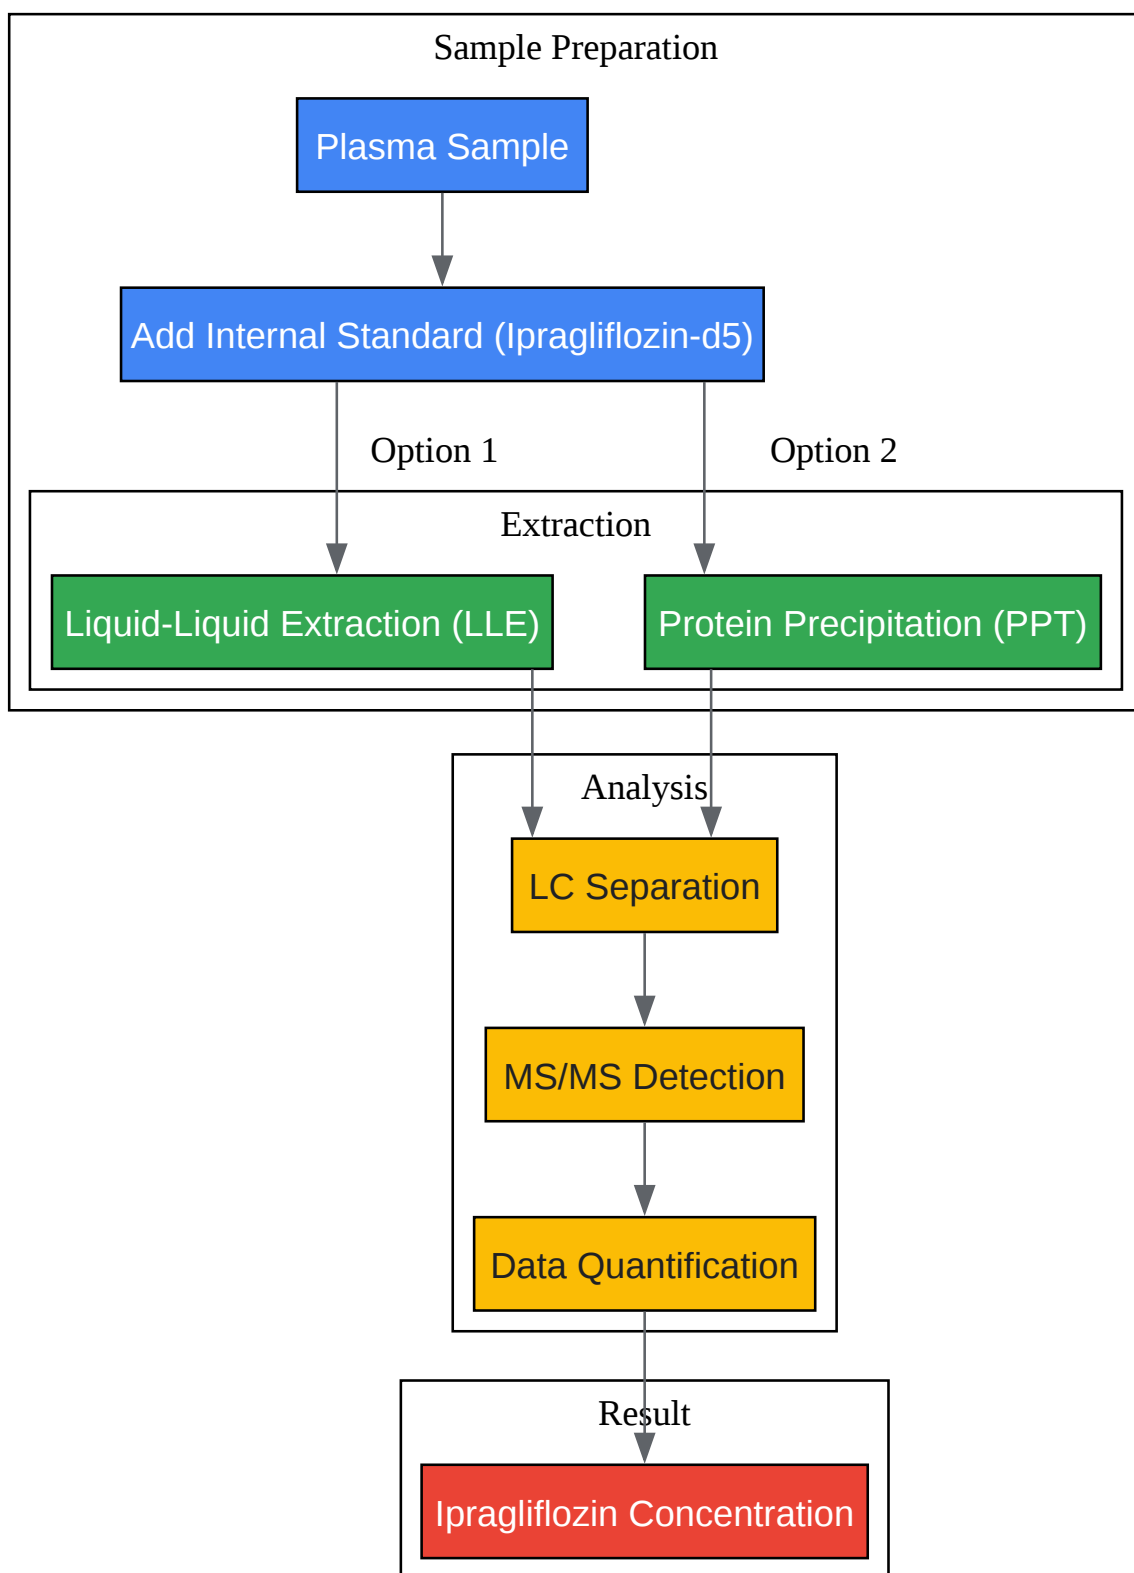 Sample Preparation
Plasma Sample
Add Internal Standard (Ipragliflozin-d5)
Option 1
Option 2
Extraction
Liquid-Liquid Extraction (LLE)
Protein Precipitation (PPT)
Analysis
LC Separation
MS/MS Detection
Data Quantification
Result
Ipragliflozin Concentration